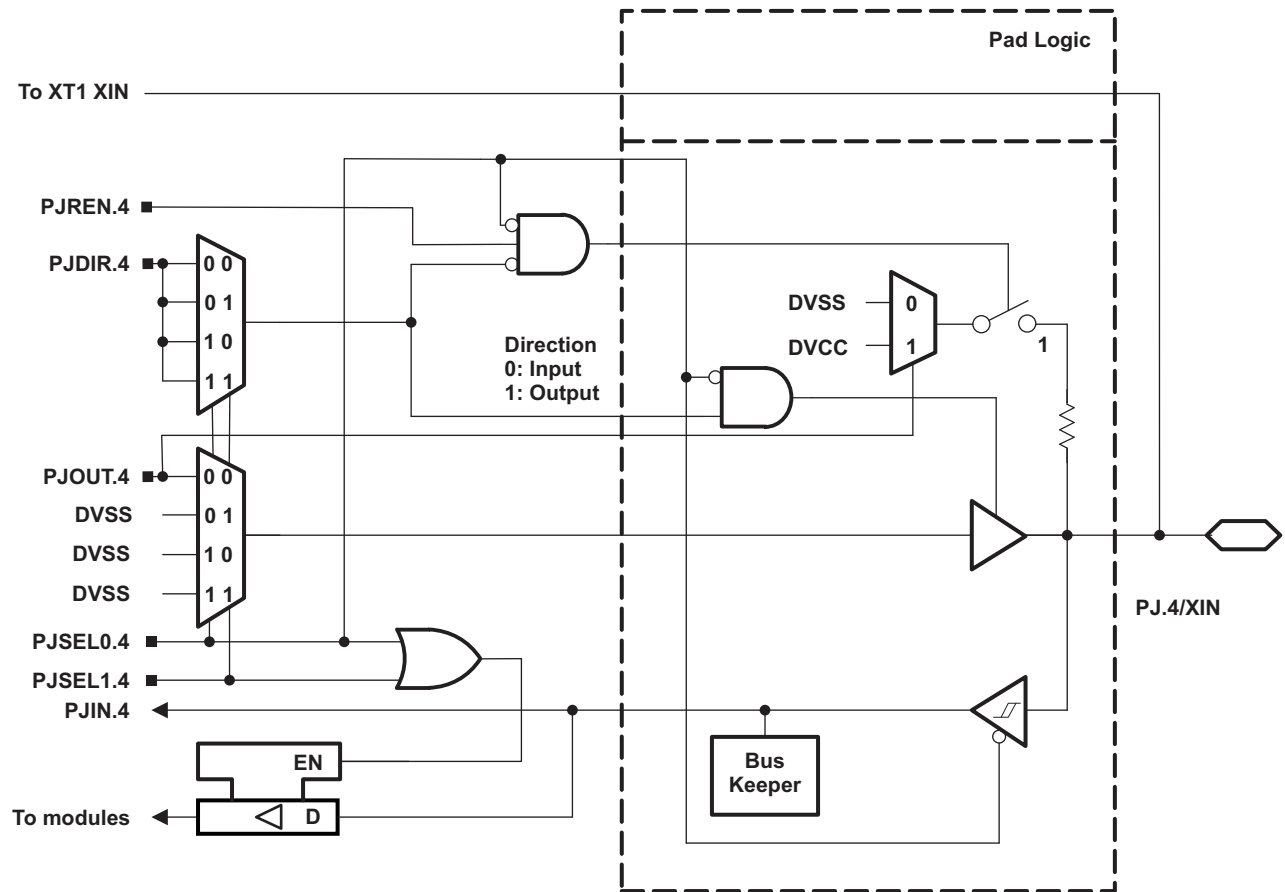 Pad Logic
To XT1 XIN
PJREN.4
PJDIR.4
0 0
0 1
1 0
1 1
Direction
0: Input
1: Output
DVSS
0
DVCC
1
1
PJOUT.4
0 0
DVSS
0 1
DVSS
1 0
DVSS
1 1
PJ.4/XIN
PJSEL0.4
PJSEL1.4
PJIN.4
Bus
Keeper
EN
To modules
D